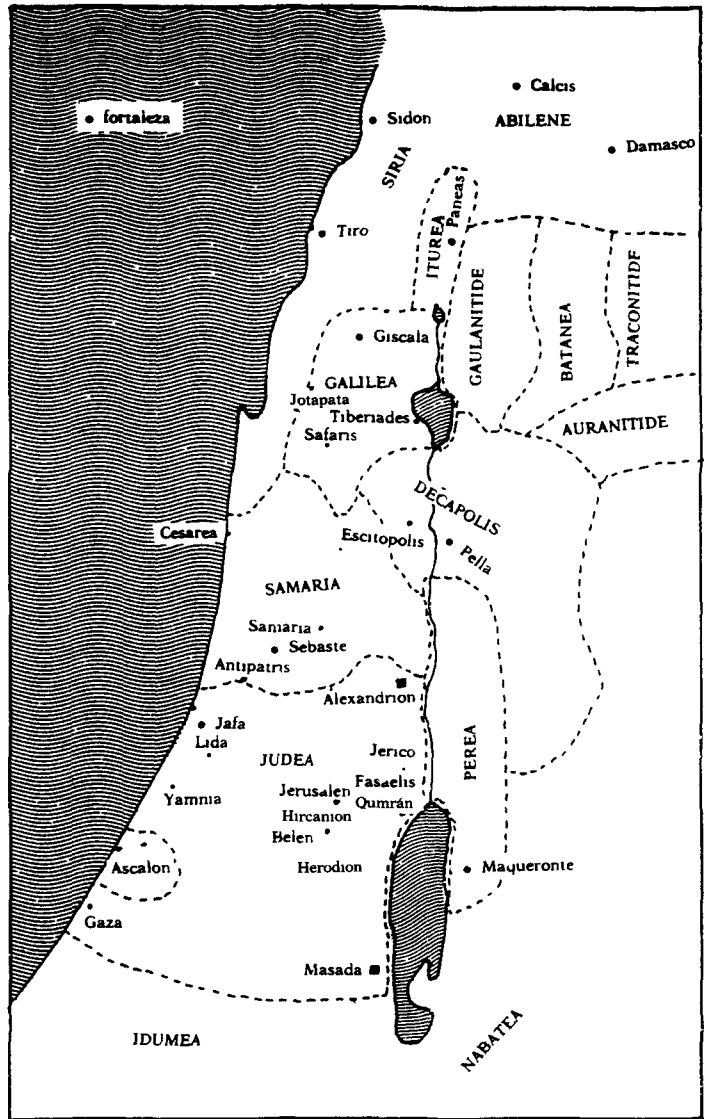 Calcis
fortaleza
Sidon
ABILENE
Damasco
SIRIA
Paneas
ITUREA
Tiro
GAULANITIDE
BATANEA
TRACONITIDE
Giscala
GALILEA
Jotapata
Tiberiades
Safaris
AURANITIDE
DECAPOLIS
Cesarea
Escitopolis
Pella
SAMARIA
Samaria
Sebaste
Antipatris
Alexandrion
Jafa
Lida
JUDEA
Jerico
PEREA
Yamnia
Jerusalen
Fasaelis
Qumrán
Hircanion
Belen
Ascalon
Herodion
Maqueronte
Gaza
Masada
IDUMEA
NABATEA